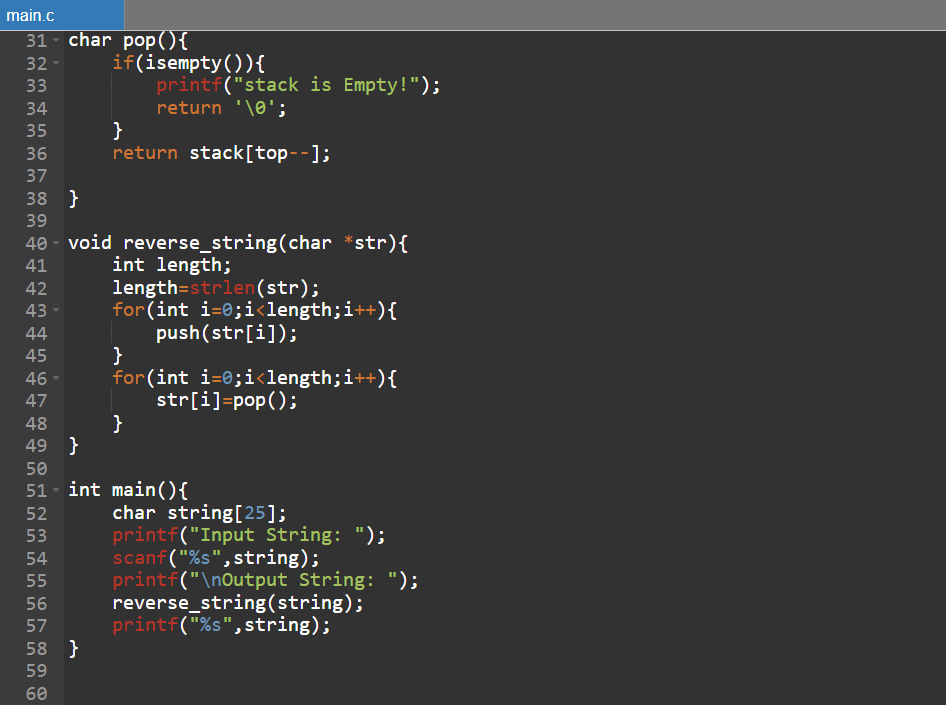 main.c
31 char pop(){
32     if(isempty()){
33         printf("stack is Empty!");
34         return '\0';
35     }
36     return stack[top--];
37
38 }
39
40 void reverse_string(char *str){
41     int length;
42     length=strlen(str);
43     for(int i=0;i<length;i++){
44         push(str[i]);
45     }
46     for(int i=0;i<length;i++){
47         str[i]=pop();
48     }
49 }
50
51 int main(){
52     char string[25];
53     printf("Input String: ");
54     scanf("%s",string);
55     printf("\nOutput String: ");
56     reverse_string(string);
57     printf("%s",string);
58 }
59
60